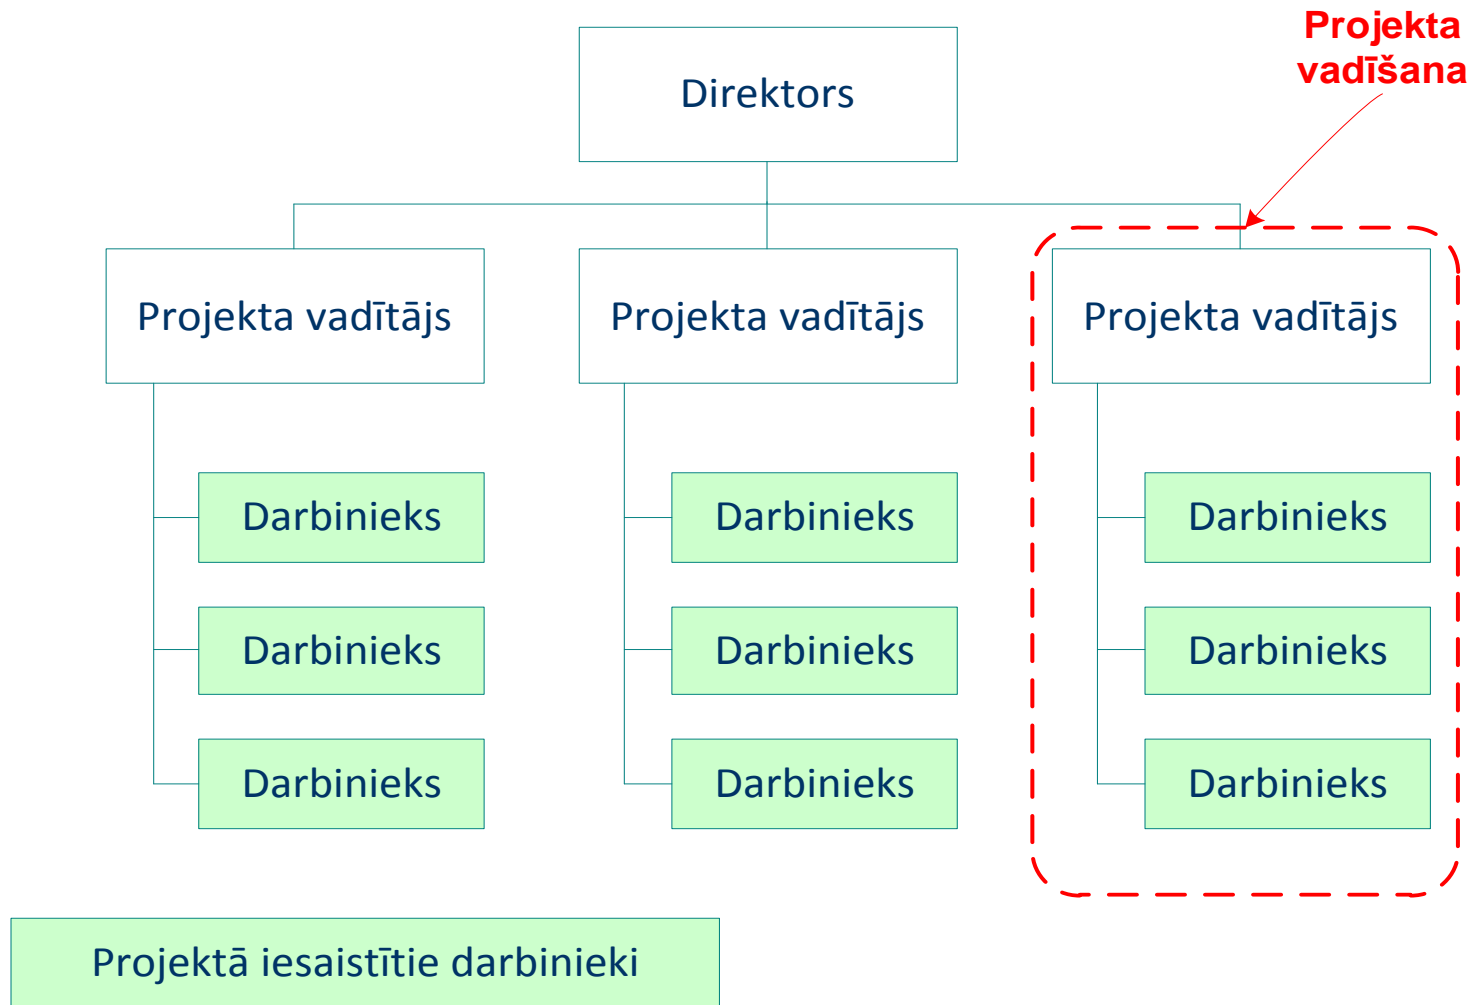 Projekta
vadīšana
Direktors
Projekta vadītājs
Projekta vadītājs
Projekta vadītājs
Darbinieks
Darbinieks
Darbinieks
Darbinieks
Darbinieks
Darbinieks
Darbinieks
Darbinieks
Darbinieks
Projektā iesaistītie darbinieki